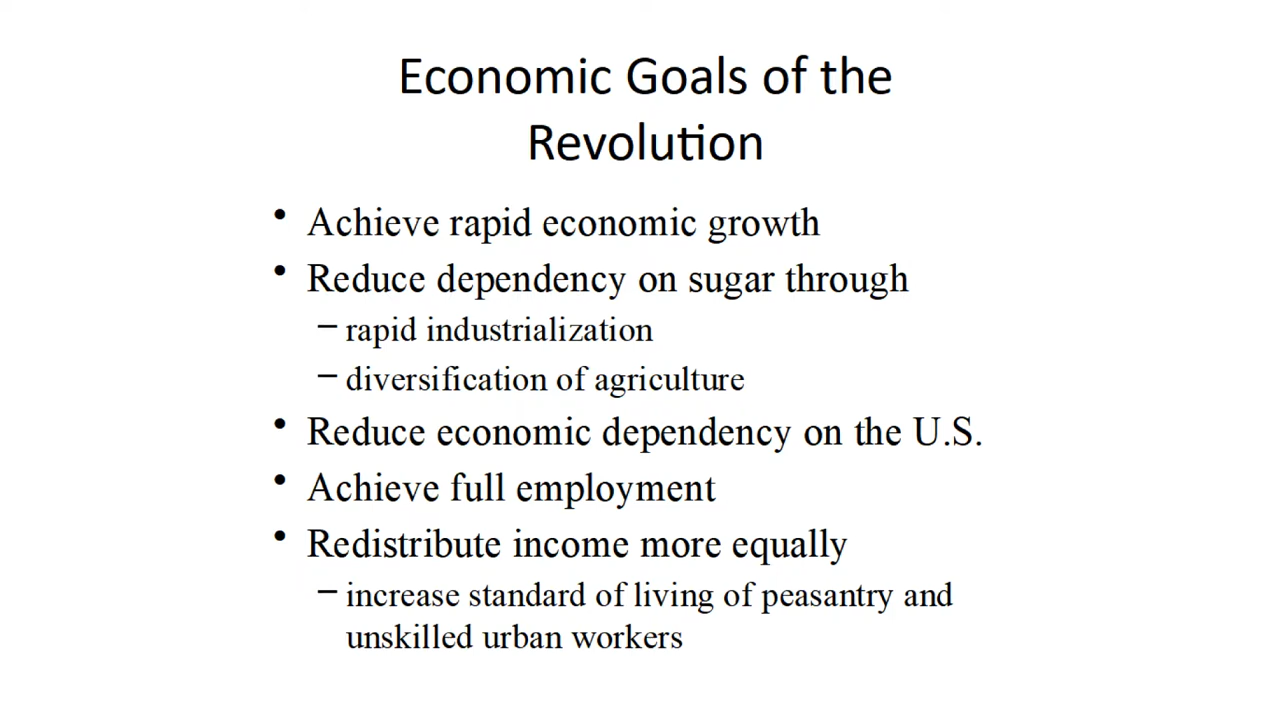 Economic Goals of the
Revolution
• Achieve rapid economic growth
• Reduce dependency on sugar through
– rapid industrialization
– diversification of agriculture
• Reduce economic dependency on the U.S.
• Achieve full employment
• Redistribute income more equally
– increase standard of living of peasantry and
unskilled urban workers